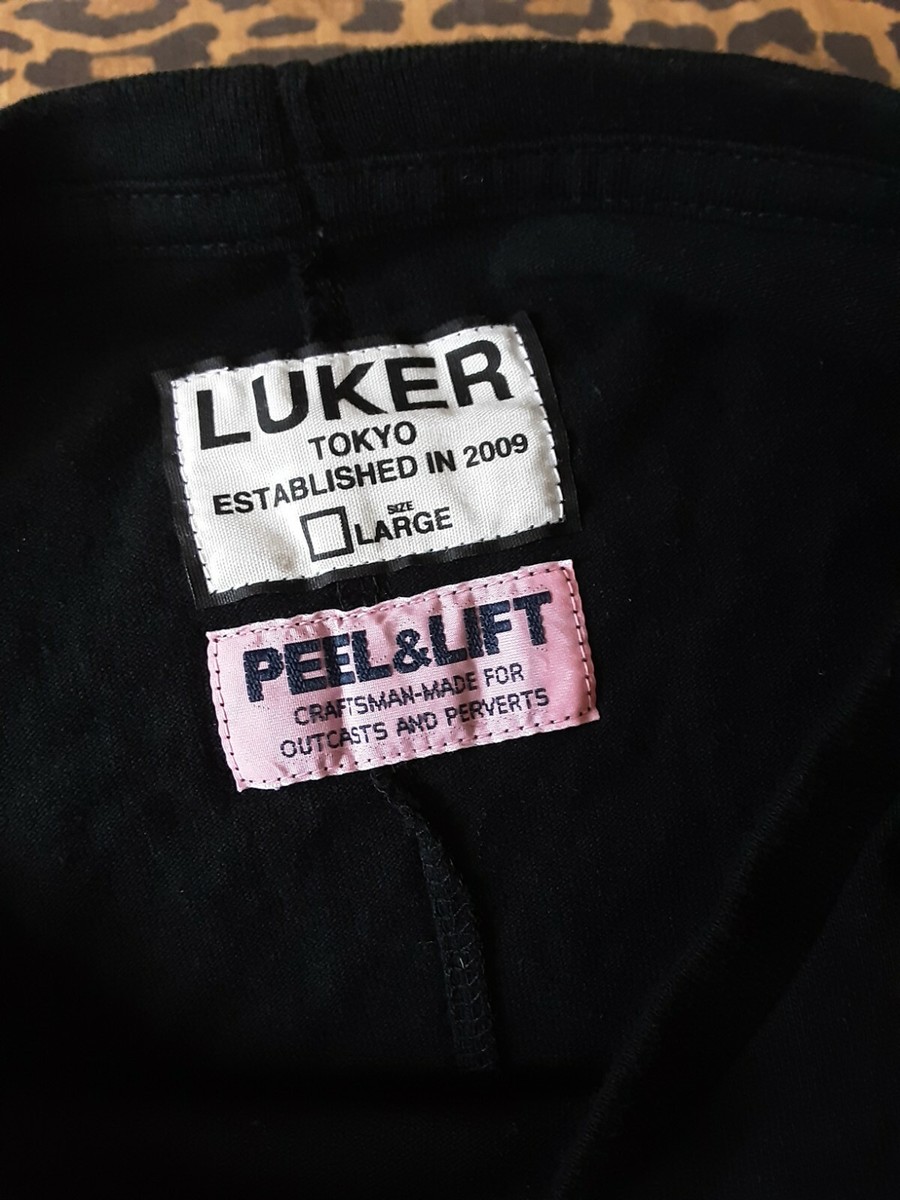 LUKER
TOKYO
ESTABLISHED IN 2009
SIZE
LARGE
PEEL&LIFT
CRAFTSMAN-MADE FOR
OUTCASTS AND PERVERTS